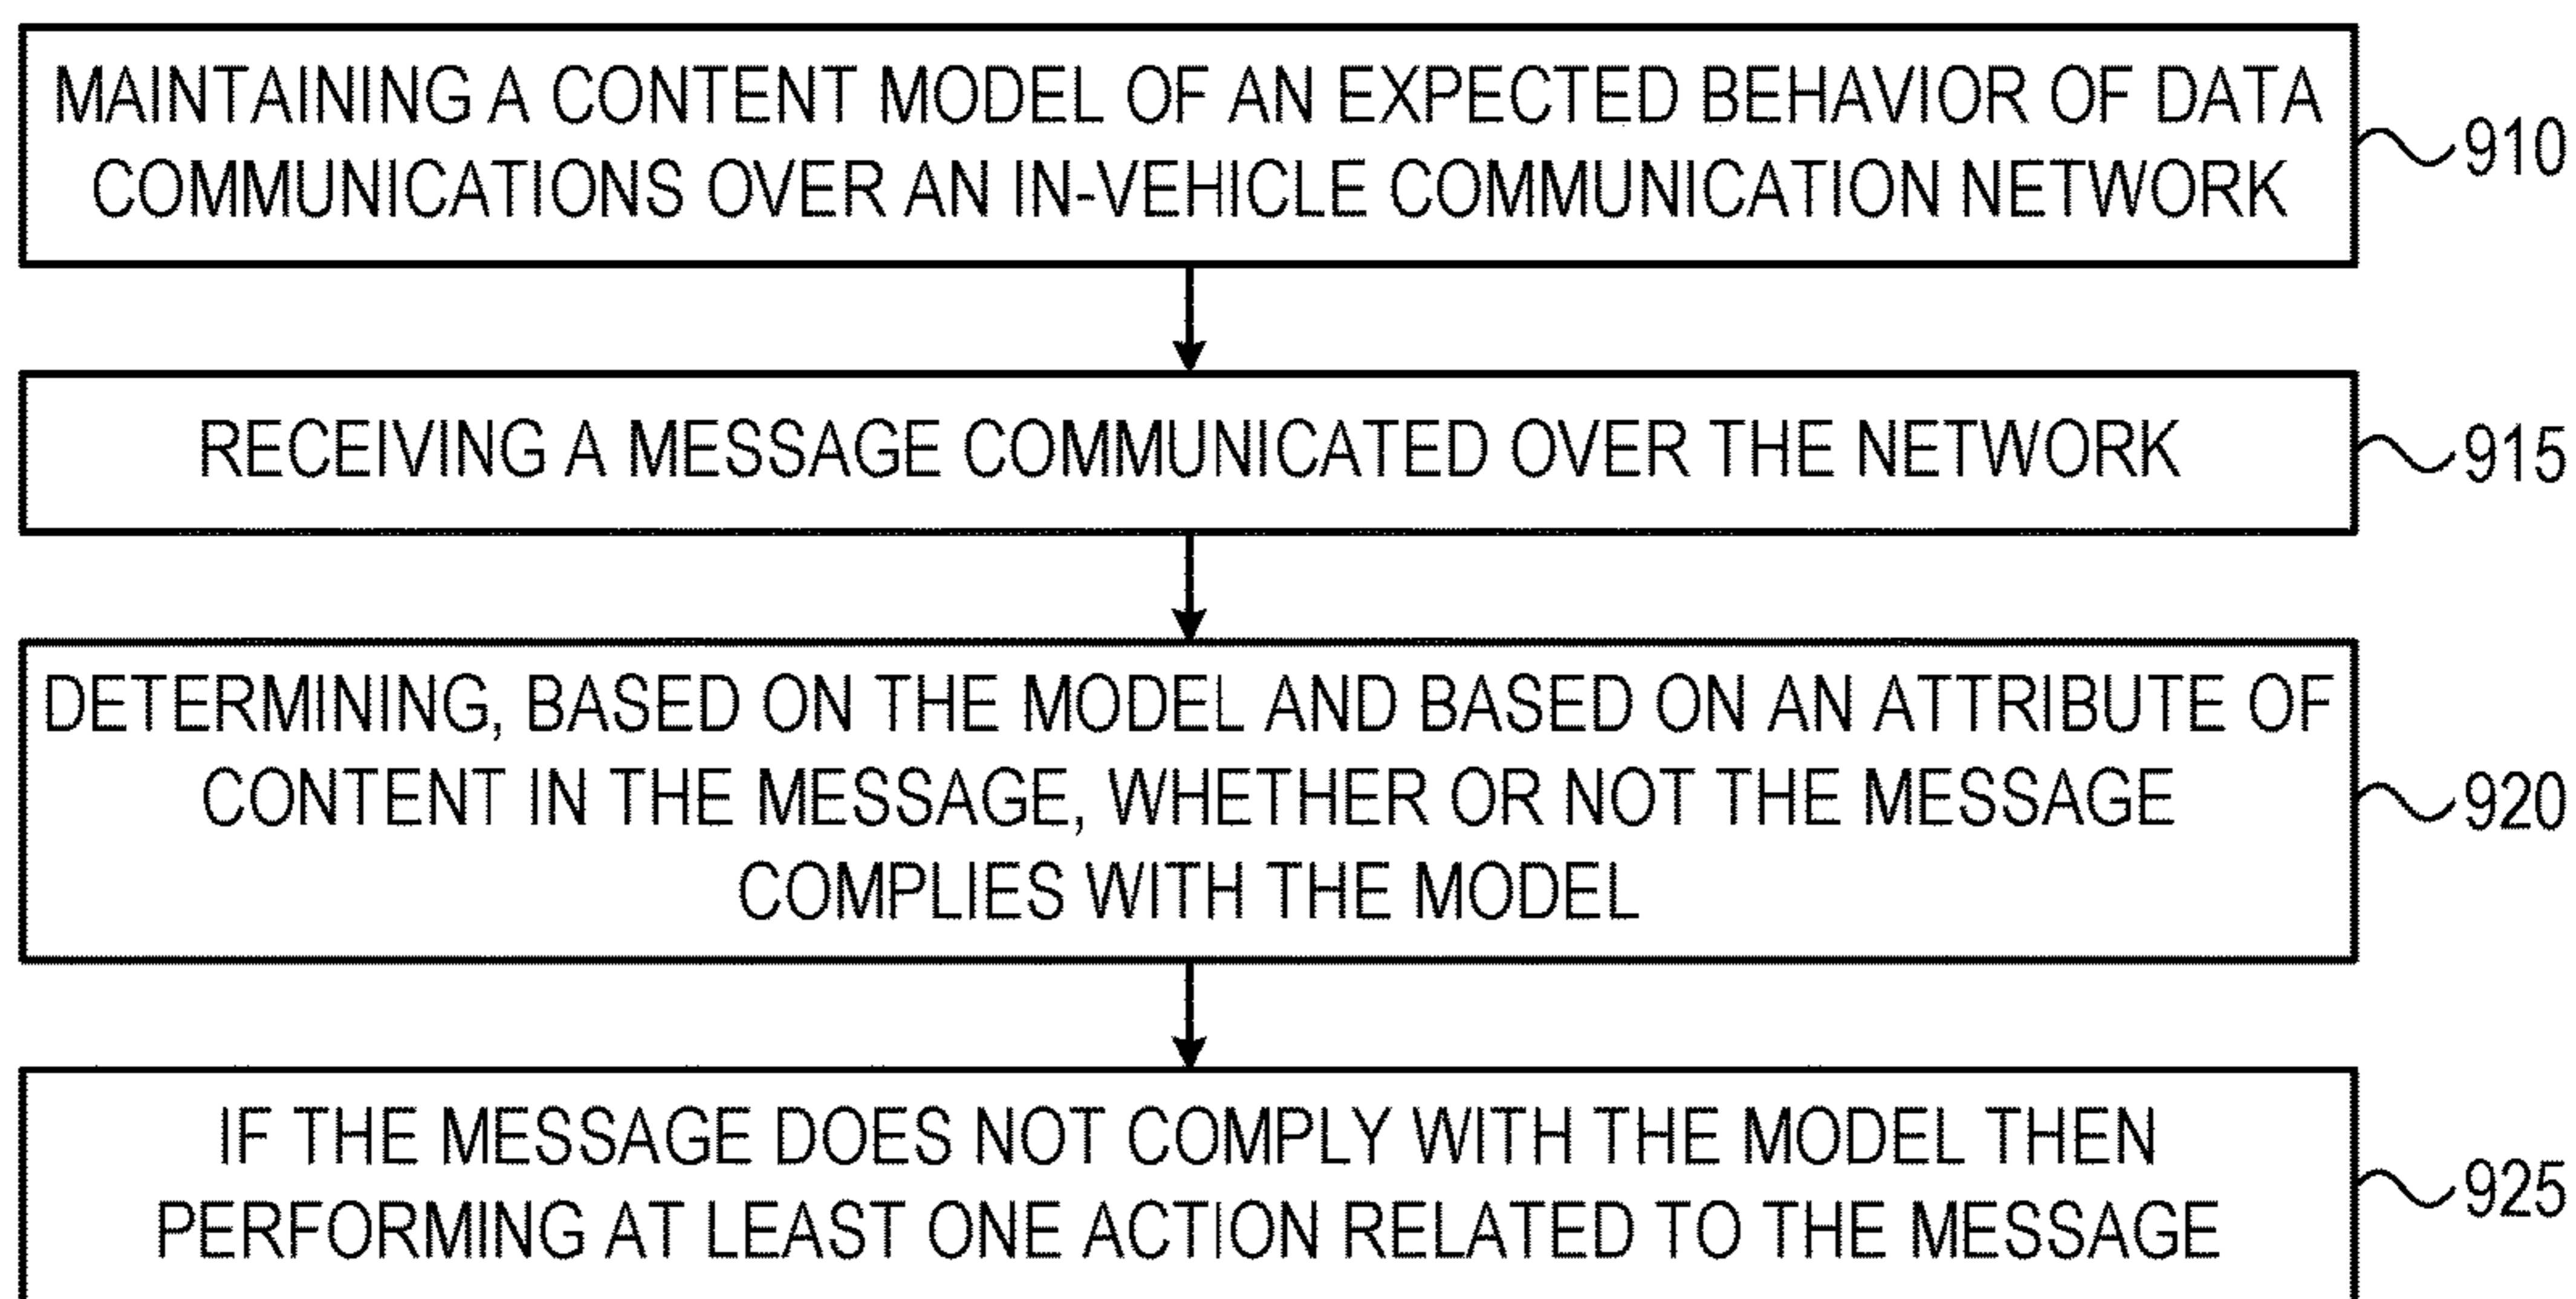 MAINTAINING A CONTENT MODEL OF AN EXPECTED BEHAVIOR OF DATA
COMMUNICATIONS OVER AN IN-VEHICLE COMMUNICATION NETWORK
910
RECEIVING A MESSAGE COMMUNICATED OVER THE NETWORK
915
DETERMINING, BASED ON THE MODEL AND BASED ON AN ATTRIBUTE OF
CONTENT IN THE MESSAGE, WHETHER OR NOT THE MESSAGE
COMPLIES WITH THE MODEL
920
IF THE MESSAGE DOES NOT COMPLY WITH THE MODEL THEN
PERFORMING AT LEAST ONE ACTION RELATED TO THE MESSAGE
925